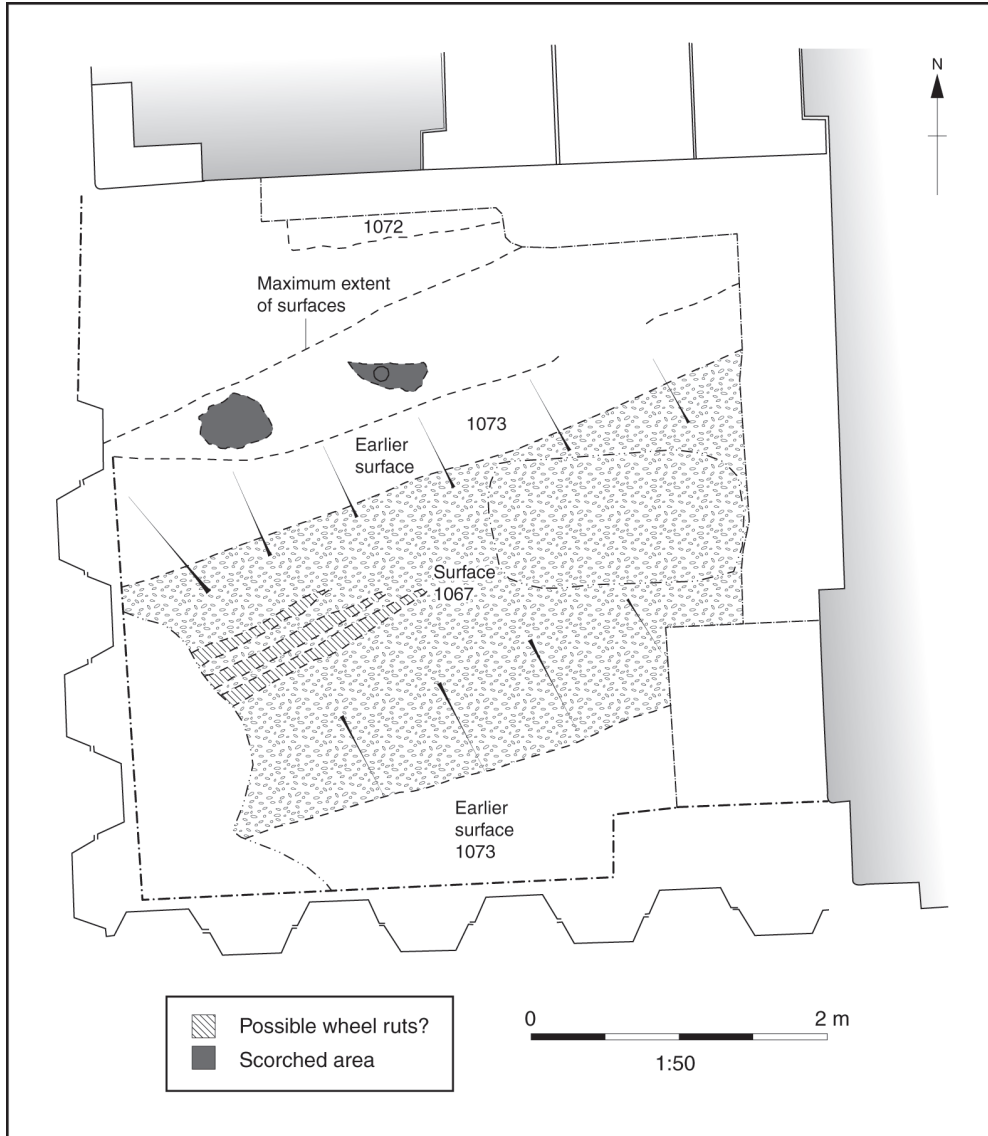 N
1072
Maximum extent
of surfaces
1073
Earlier
surface
Surface
1067
Earlier
surface
1073
Possible wheel ruts?
Scorched area
0 2 m
1:50